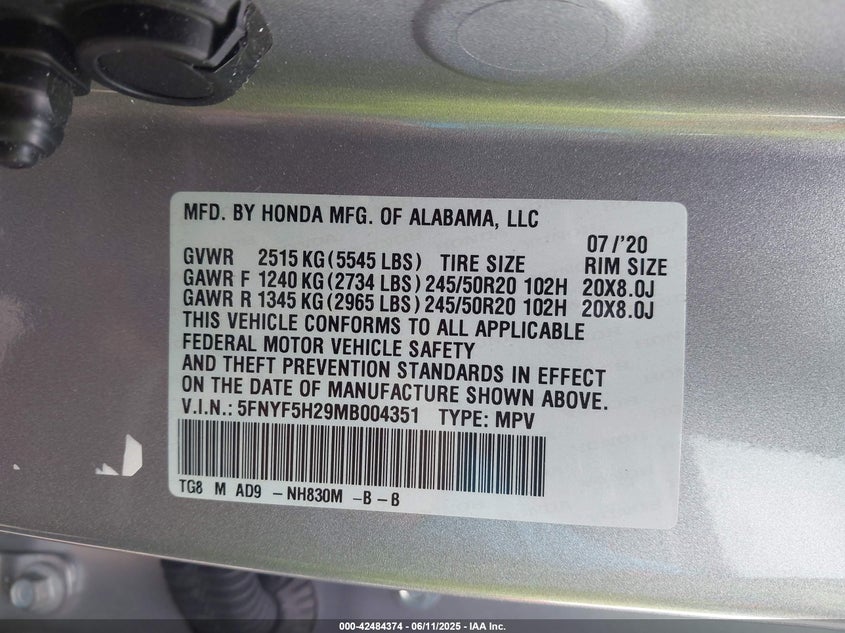 MFD. BY HONDA MFG. OF ALABAMA, LLC
07/'20
GVWR 2515 KG (5545 LBS) TIRE SIZE RIM SIZE
GAWR F 1240 KG (2734 LBS) 245/50R20 102H 20X8.0J
GAWR R 1345 KG (2965 LBS) 245/50R20 102H 20X8.0J
THIS VEHICLE CONFORMS TO ALL APPLICABLE
FEDERAL MOTOR VEHICLE SAFETY
AND THEFT PREVENTION STANDARDS IN EFFECT
ON THE DATE OF MANUFACTURE SHOWN ABOVE.
V.I.N.: 5FNYF5H29MB004351 TYPE: MPV
TG8 M AD9 - NH830M -B - B
000-42484374 - 06/11/2025 - IAA Inc.